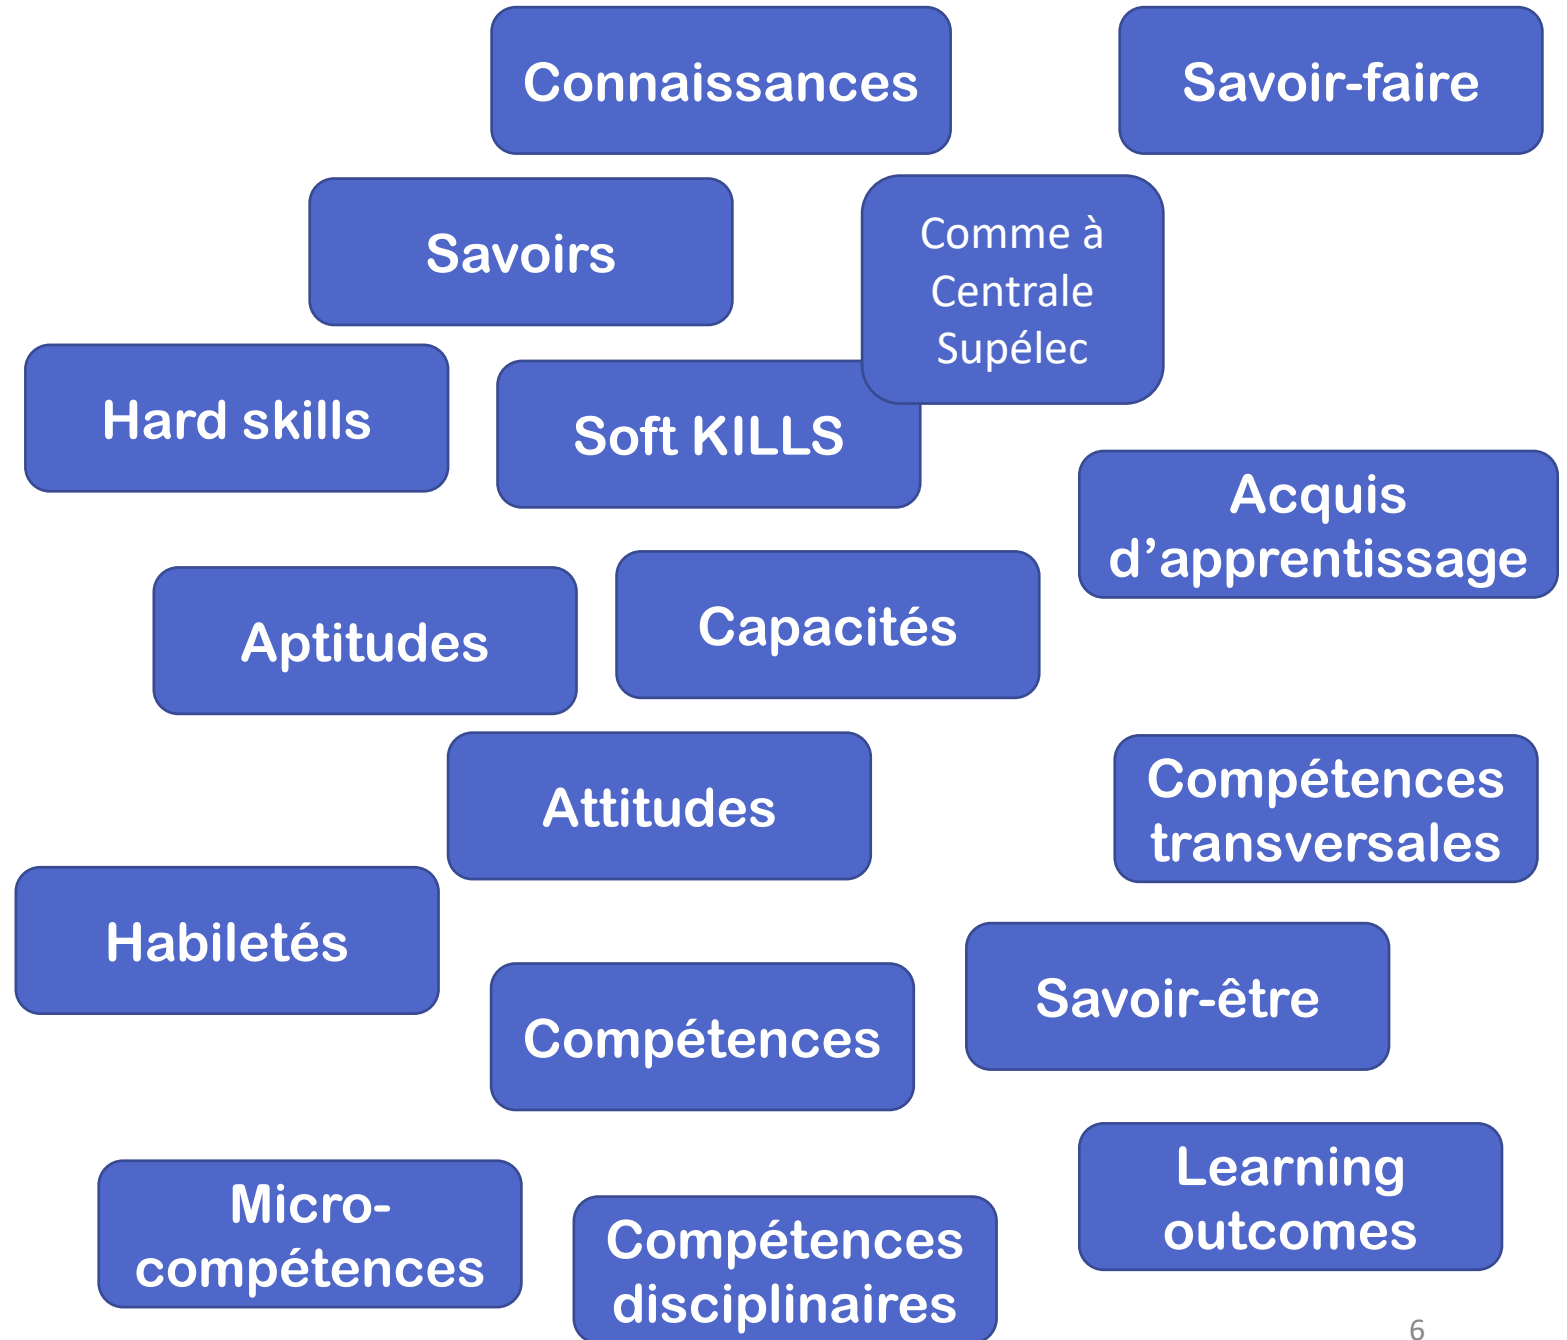 Connaissances
Savoir-faire
Savoirs
Comme à
Centrale
Supélec
Hard skills
Soft KILLS
Acquis
d’apprentissage
Aptitudes
Capacités
Attitudes
Compétences
transversales
Habiletés
Savoir-être
Compétences
Learning
outcomes
Micro-
compétences
Compétences
disciplinaires
6